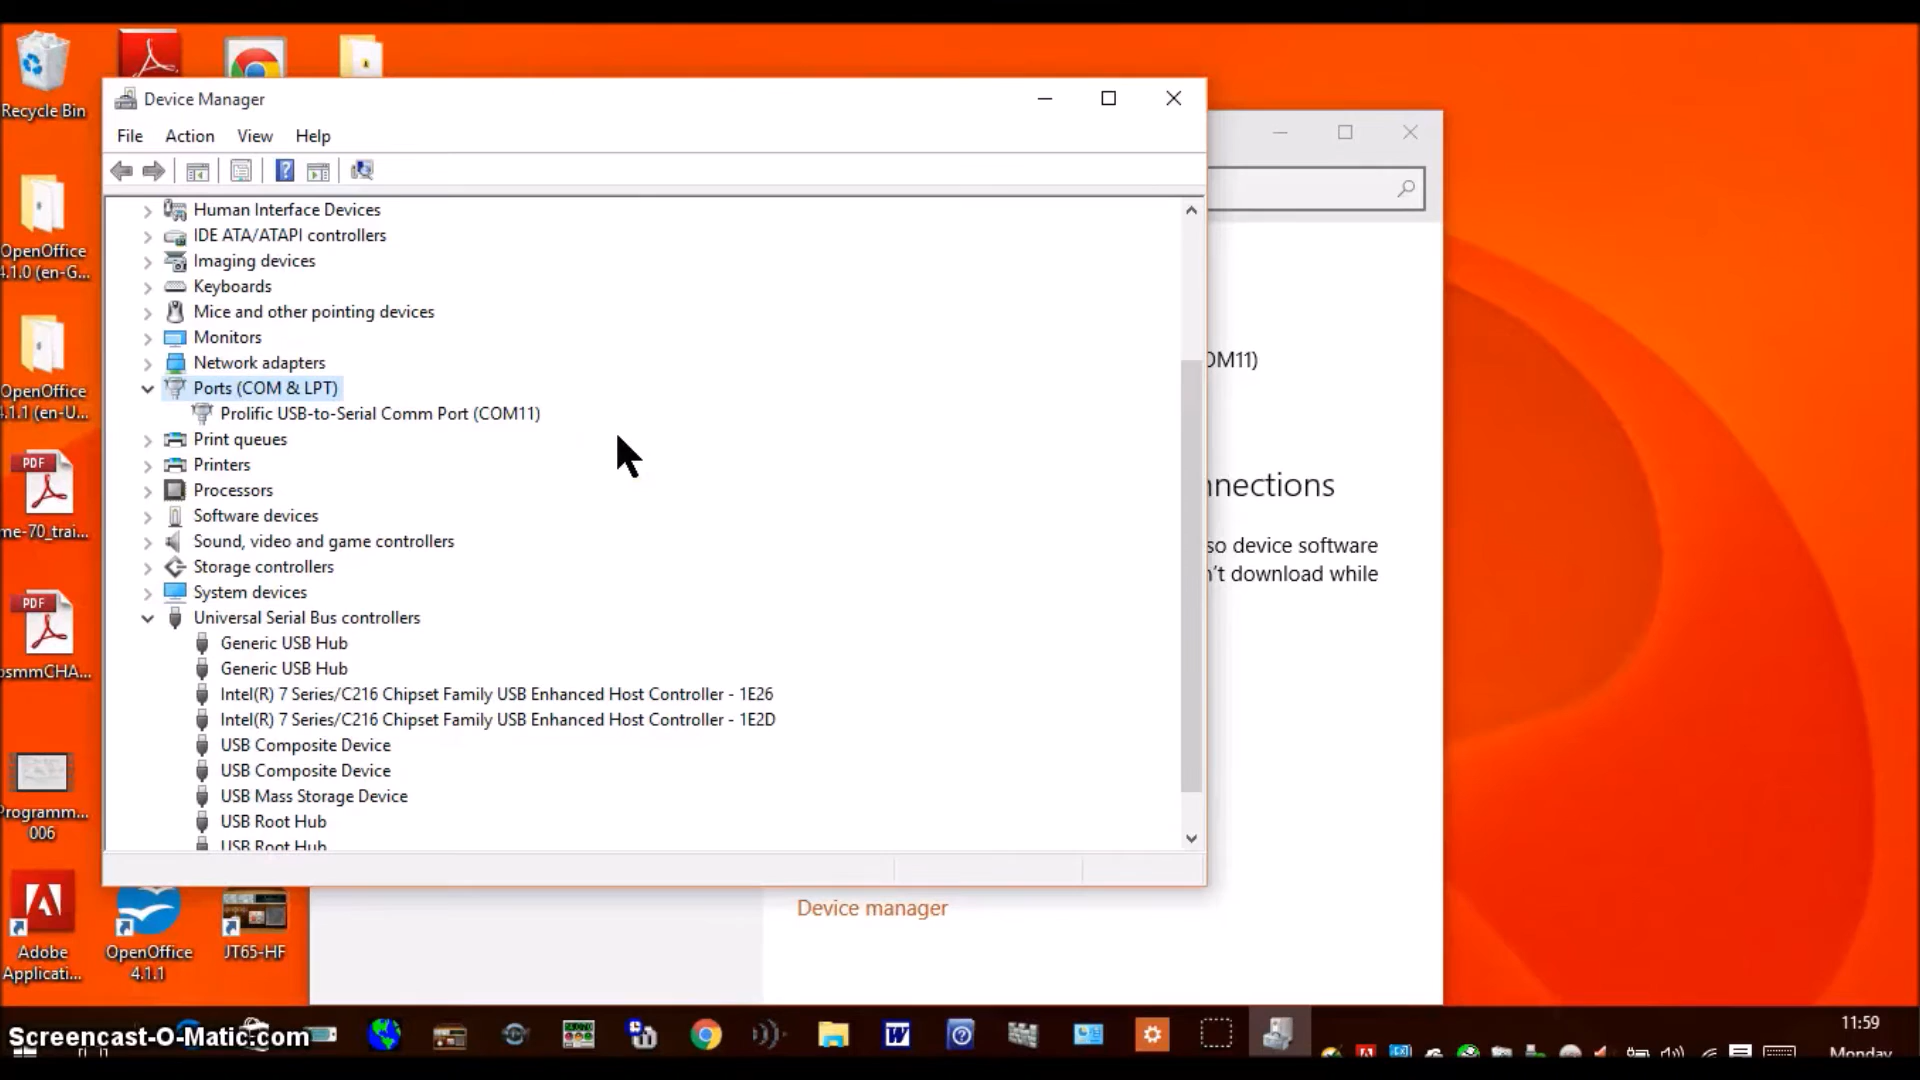 Recycle Bin
Device Manager
File Action View Help
Human Interface Devices
IDE ATA/ATAPI controllers
Imaging devices
Keyboards
Mice and other pointing devices
Monitors
Network adapters
Ports (COM & LPT)
Prolific USB-to-Serial Comm Port (COM11)
Print queues
Printers
Processors
Software devices
Sound, video and game controllers
Storage controllers
System devices
Universal Serial Bus controllers
Generic USB Hub
Generic USB Hub
Intel(R) 7 Series/C216 Chipset Family USB Enhanced Host Controller - 1E26
Intel(R) 7 Series/C216 Chipset Family USB Enhanced Host Controller - 1E2D
USB Composite Device
USB Composite Device
USB Mass Storage Device
USB Root Hub
USB Root Hub
OM11)
nnections
so device software
n't download while
Device manager
OpenOffice
4.1.0 (en-G...
OpenOffice
4.1.1 (en-U...
PDF
me-70_trai...
PDF
osmmCHA...
Programm...
006
Adobe
Applicati...
OpenOffice
4.1.1
JT65-HF
Screencast-O-Matic.com
11:59
Monday